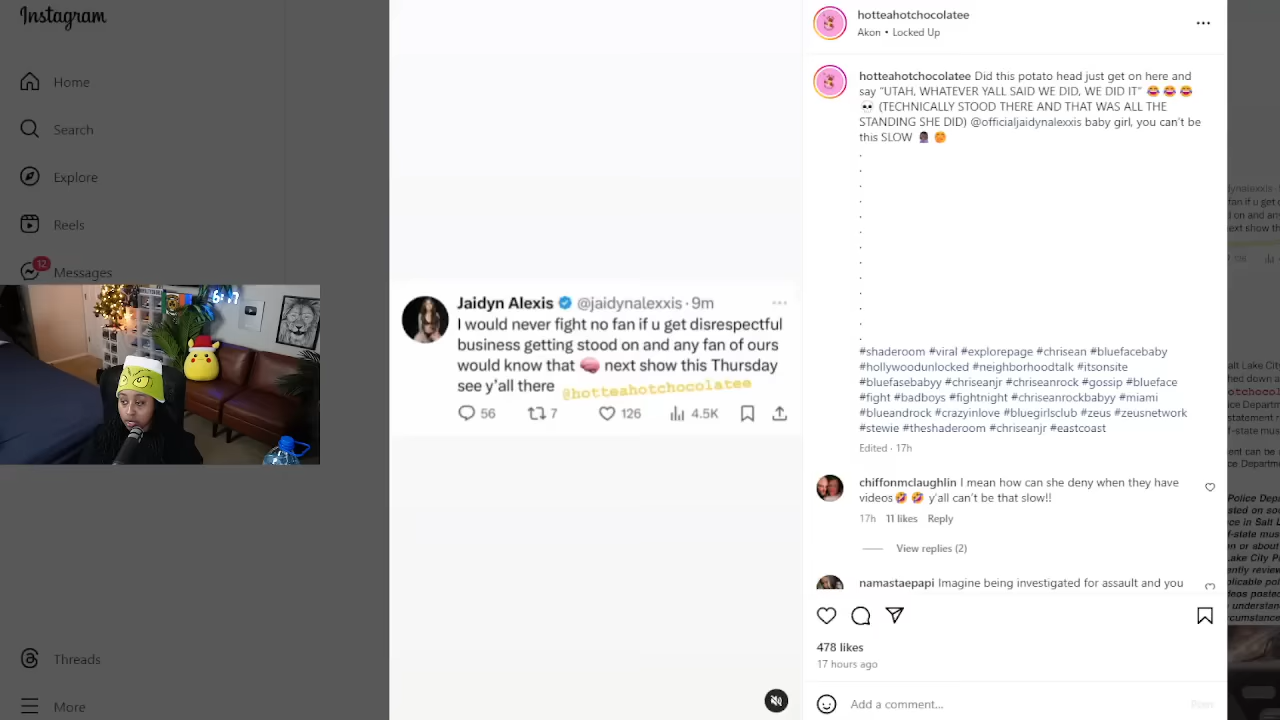 Instagram
Home
Search
Explore
Reels
12
Messages
Threads
More
Jaidyn Alexis @jaidynalexxis · 9m
I would never fight no fan if u get disrespectful
business getting stood on and any fan of ours
would know that 🧠 next show this Thursday
see y'all there @hotteahotchocolatee
56 7 126 4.5K
hotteahotchocolatee
Akon • Locked Up
hotteahotchocolatee Did this potato head just get on here and
say "UTAH, WHATEVER YALL SAID WE DID, WE DID IT" 😂 😂 😂
💀 (TECHNICALLY STOOD THERE AND THAT WAS ALL THE
STANDING SHE DID) @officialjaidynalexxis baby girl, you can't be
this SLOW
.
.
.
.
.
.
.
.
.
.
.
.
.
#shaderoom #viral #explorepage #chrisean #bluefacebaby
#hollywoodunlocked #neighborhoodtalk #itsonsite
#bluefasebabyy #chriseanjr #chriseanrock #gossip #blueface
#fight #badboys #fightnight #chriseanrockbabyy #miami
#blueandrock #crazyinlove #bluegirlsclub #zeus #zeusnetwork
#stewie #theshaderoom #chriseanjr #eastcoast
Edited · 17h
chiffonmclaughlin I mean how can she deny when they have
videos🤣 🤣 y'all can't be that slow!!
17h 11 likes Reply
View replies (2)
namastaepapi Imagine being investigated for assault and you
478 likes
17 hours ago
Add a comment...
Post